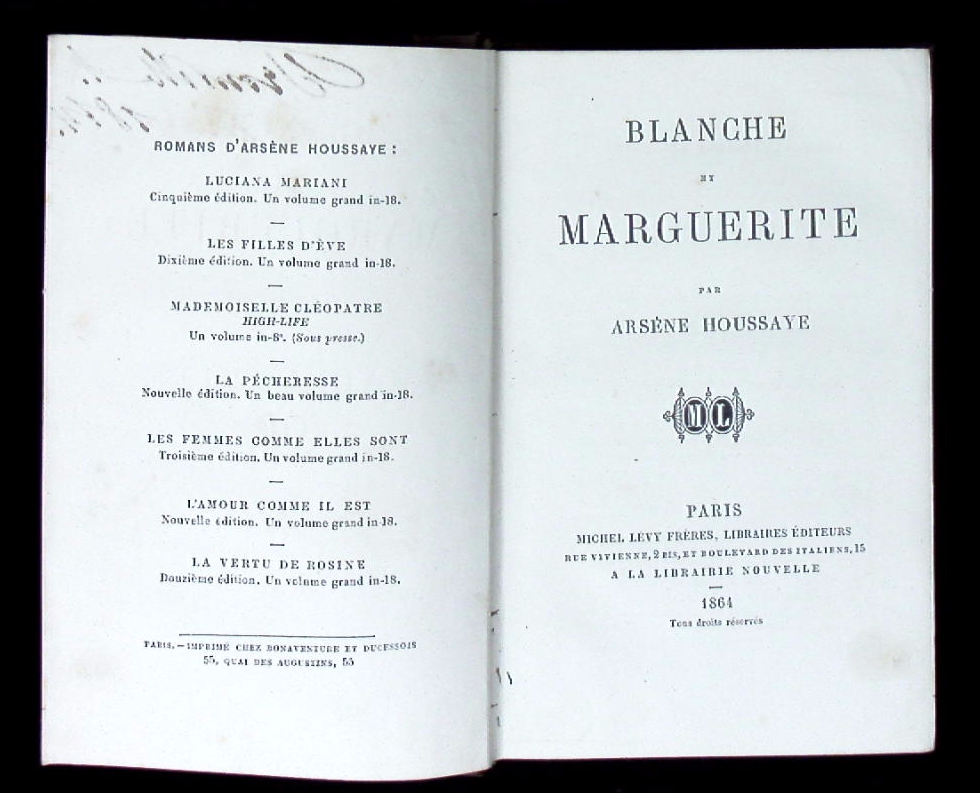 ROMANS D'ARSÈNE HOUSSAYE :
LUCIANA MARIANI
Cinquième édition. Un volume grand in-18.
LES FILLES D'ÈVE
Dixième édition. Un volume grand in-18.
MADEMOISELLE CLÉOPATRE
HIGH-LIFE
Un volume in-8°. (Sous presse.)
LA PÉCHERESSE
Nouvelle édition. Un beau volume grand in-18.
LES FEMMES COMME ELLES SONT
Troisième édition. Un volume grand in-18.
L'AMOUR COMME IL EST
Nouvelle édition. Un volume grand in-18.
LA VERTU DE ROSINE
Douzième édition. Un volume grand in-18.
PARIS. — IMPRIMÉ CHEZ BONAVENTURE ET DUCESSOIS
55, QUAI DES AUGUSTINS, 55
BLANCHE
ET
MARGUERITE
PAR
ARSÈNE HOUSSAYE
ML
PARIS
MICHEL LÉVY FRÈRES, LIBRAIRES ÉDITEURS
RUE VIVIENNE, 2 BIS, ET BOULEVARD DES ITALIENS, 15
A LA LIBRAIRIE NOUVELLE
1864
Tous droits réservés